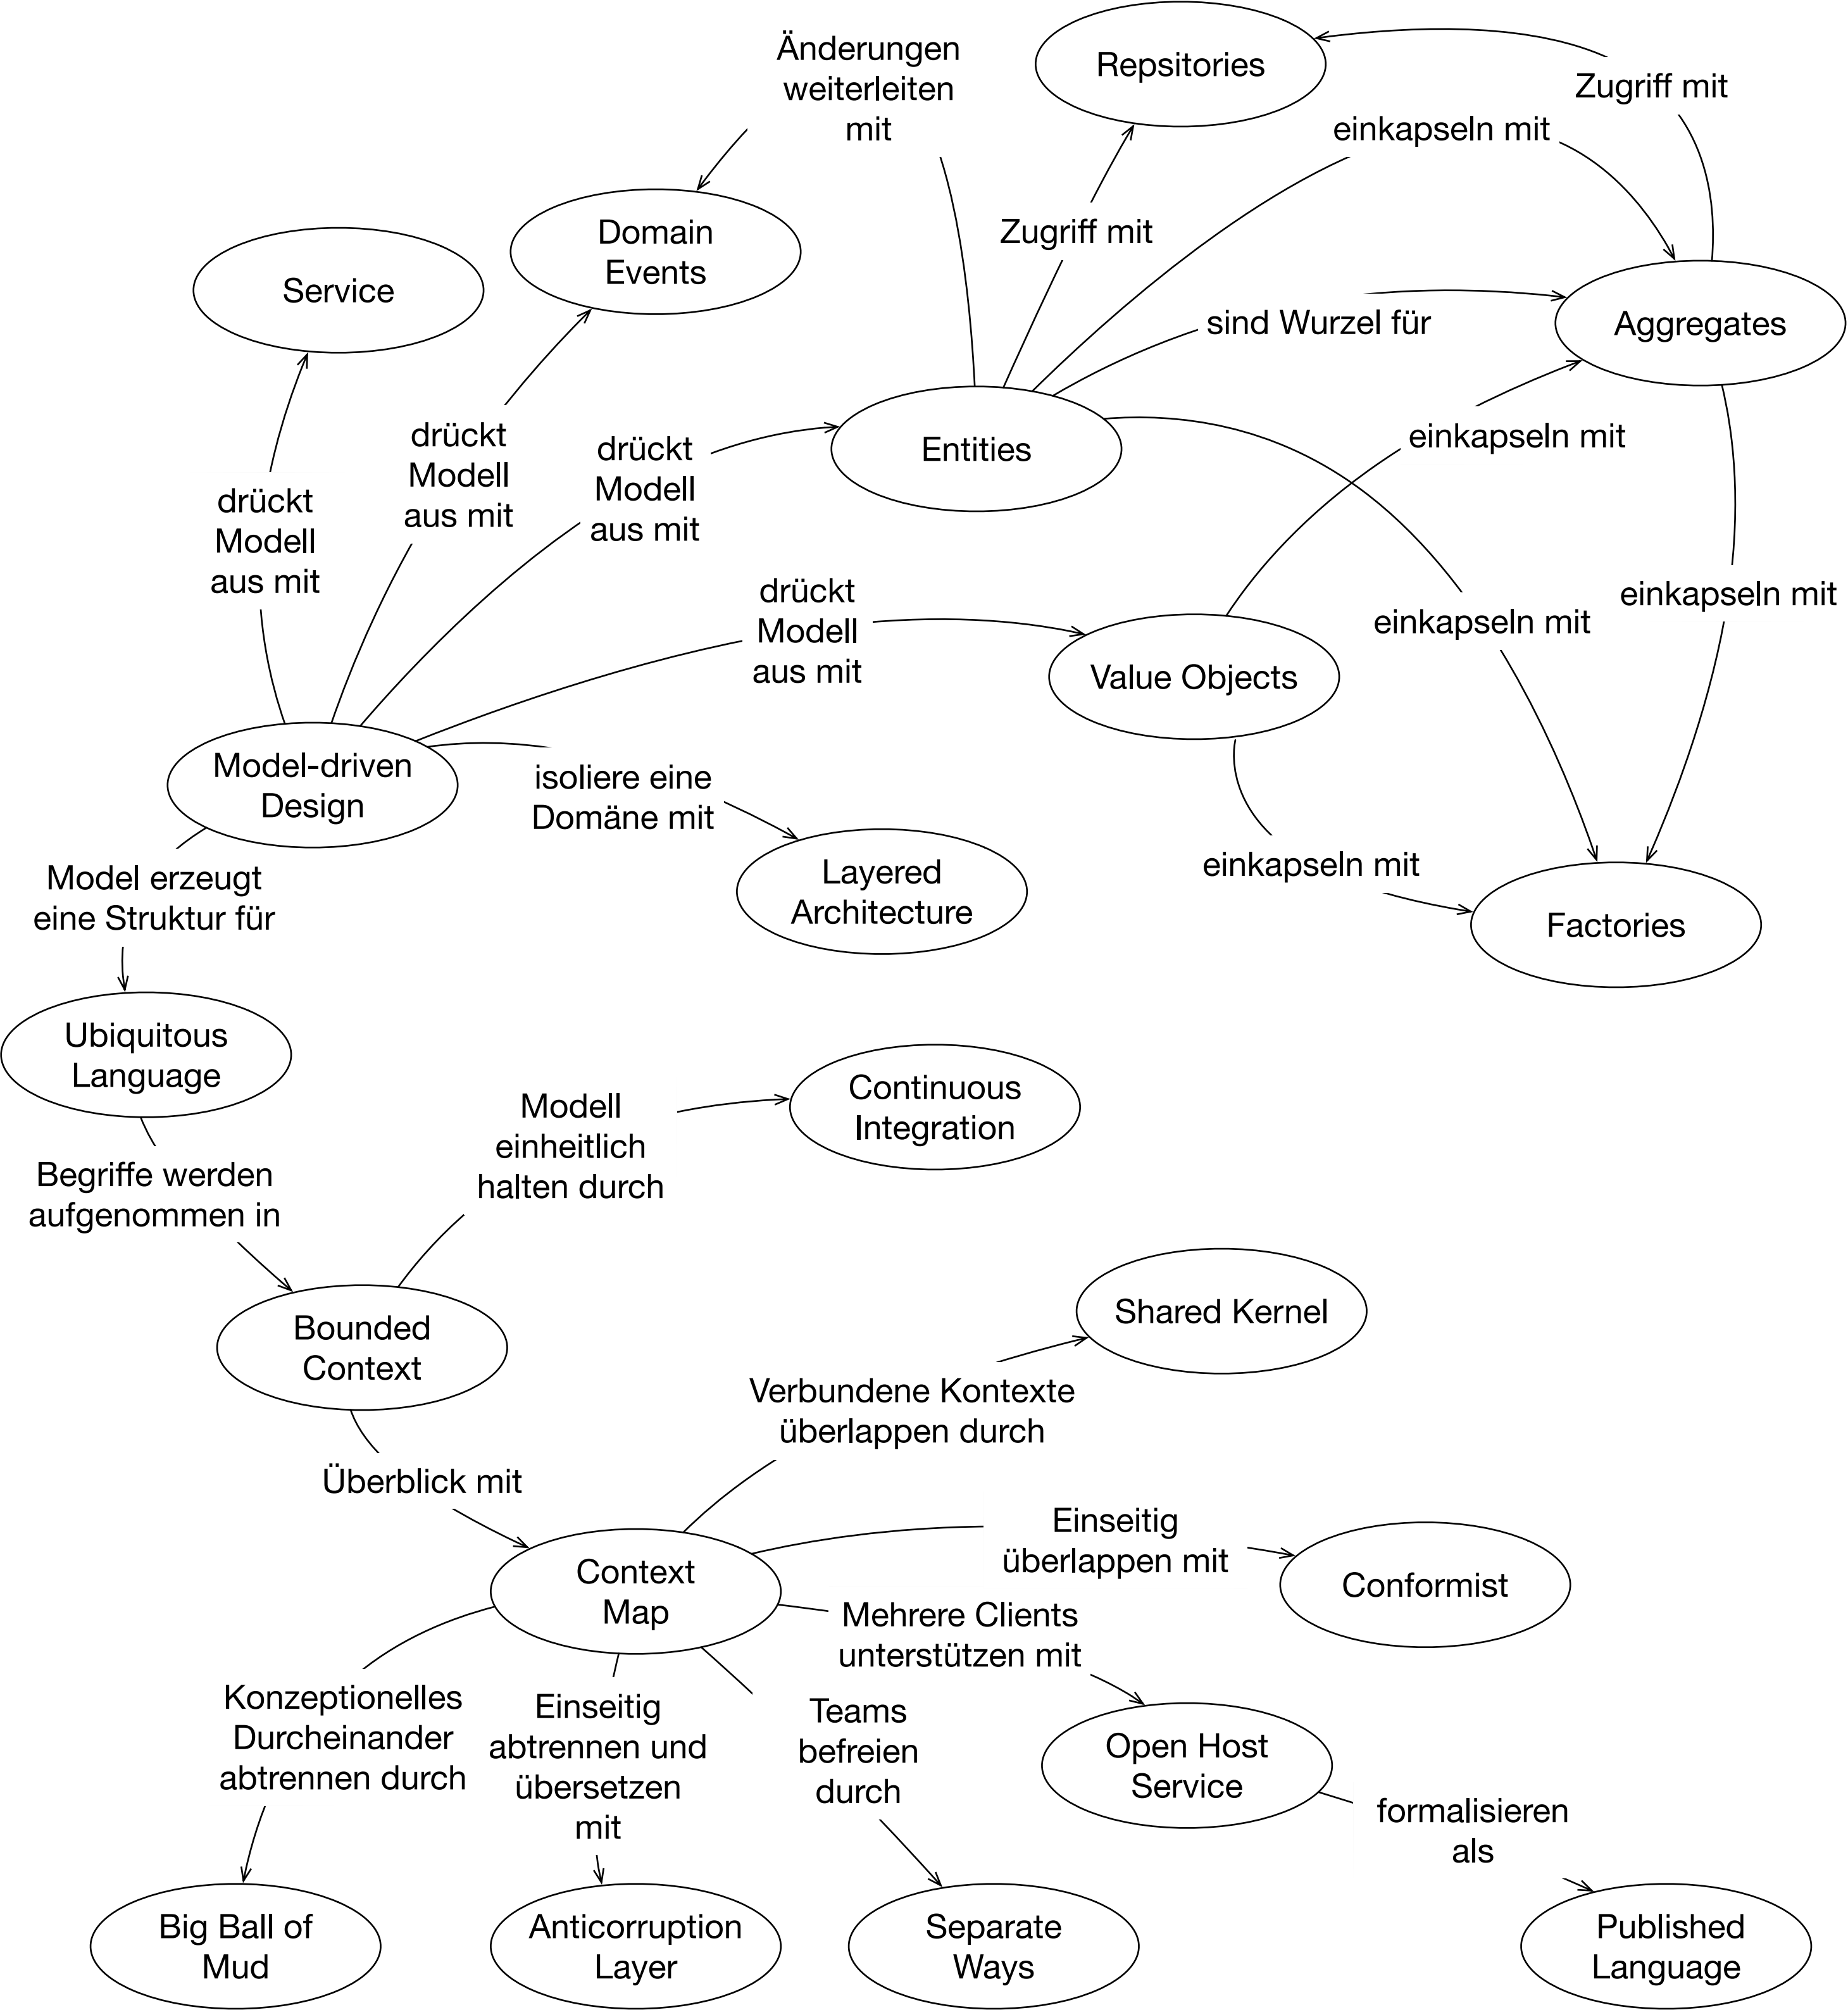 Änderungen
weiterleiten
mit
Repsitories
Zugriff mit
einkapseln mit
Zugriff mit
Domain
Events
Service
Aggregates
sind Wurzel für
einkapseln mit
Entities
drückt
Modell
aus mit
drückt
Modell
aus mit
drückt
Modell
aus mit
drückt
Modell
aus mit
einkapseln mit
einkapseln mit
Value Objects
Model-driven
Design
isoliere eine
Domäne mit
einkapseln mit
Layered
Architecture
Factories
Model erzeugt
eine Struktur für
Ubiquitous
Language
Continuous
Integration
Modell
einheitlich
halten durch
Begriffe werden
aufgenommen in
Bounded
Context
Shared Kernel
Verbundene Kontexte
überlappen durch
Überblick mit
Einseitig
überlappen mit
Context
Map
Conformist
Mehrere Clients
unterstützen mit
Konzeptionelles
Durcheinander
abtrennen durch
Einseitig
abtrennen und
übersetzen
mit
Teams
befreien
durch
Open Host
Service
formalisieren
als
Big Ball of
Mud
Anticorruption
Layer
Separate
Ways
Published
Language